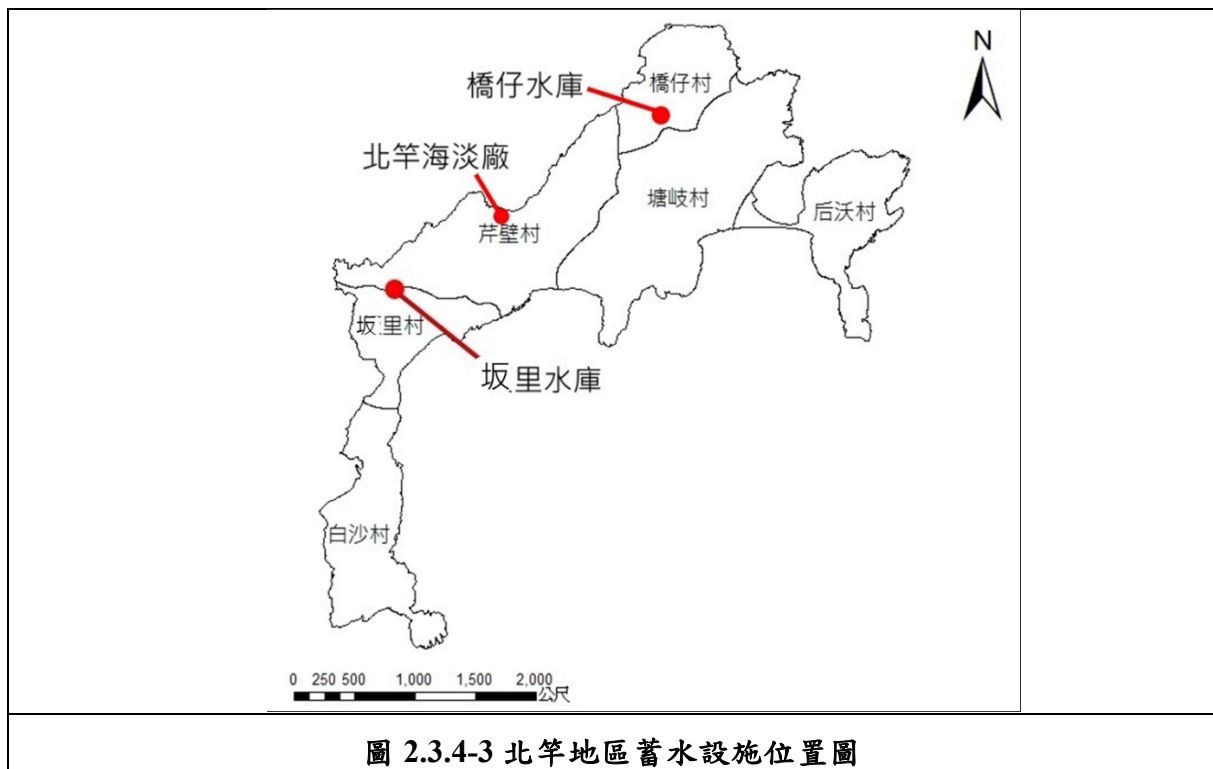 N
橋仔村
橋仔水庫
北竿海淡廠
塘岐村
后沃村
芹壁村
坂里村
坂里水庫
白沙村
0 250 500 1,000 1,500 2,000
公尺
圖 2.3.4-3 北竿地區蓄水設施位置圖